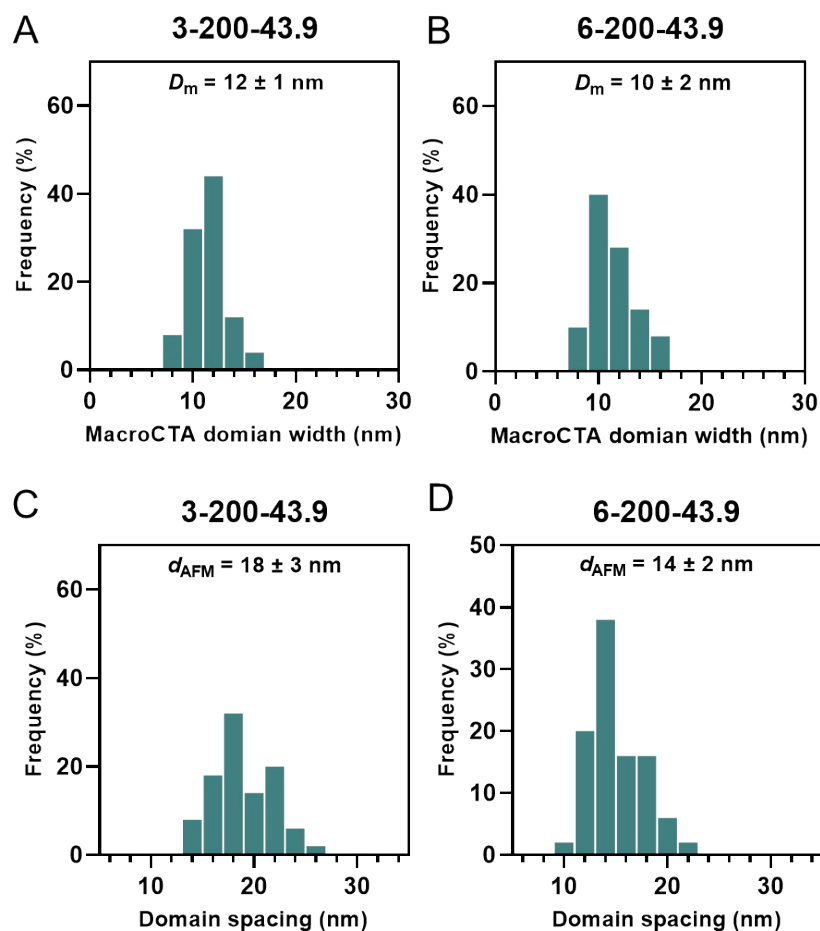 A
3-200-43.9
Dm = 12 ± 1 nm
Frequency (%)
60
40
20
0
0
10
20
30
MacroCTA domian width (nm)
B
6-200-43.9
Dm = 10 ± 2 nm
Frequency (%)
60
40
20
0
0
10
20
30
MacroCTA domian width (nm)
C
3-200-43.9
dAFM = 18 ± 3 nm
Frequency (%)
60
40
20
0
10
20
30
Domain spacing (nm)
D
6-200-43.9
dAFM = 14 ± 2 nm
Frequency (%)
50
40
30
20
10
0
10
20
30
Domain spacing (nm)